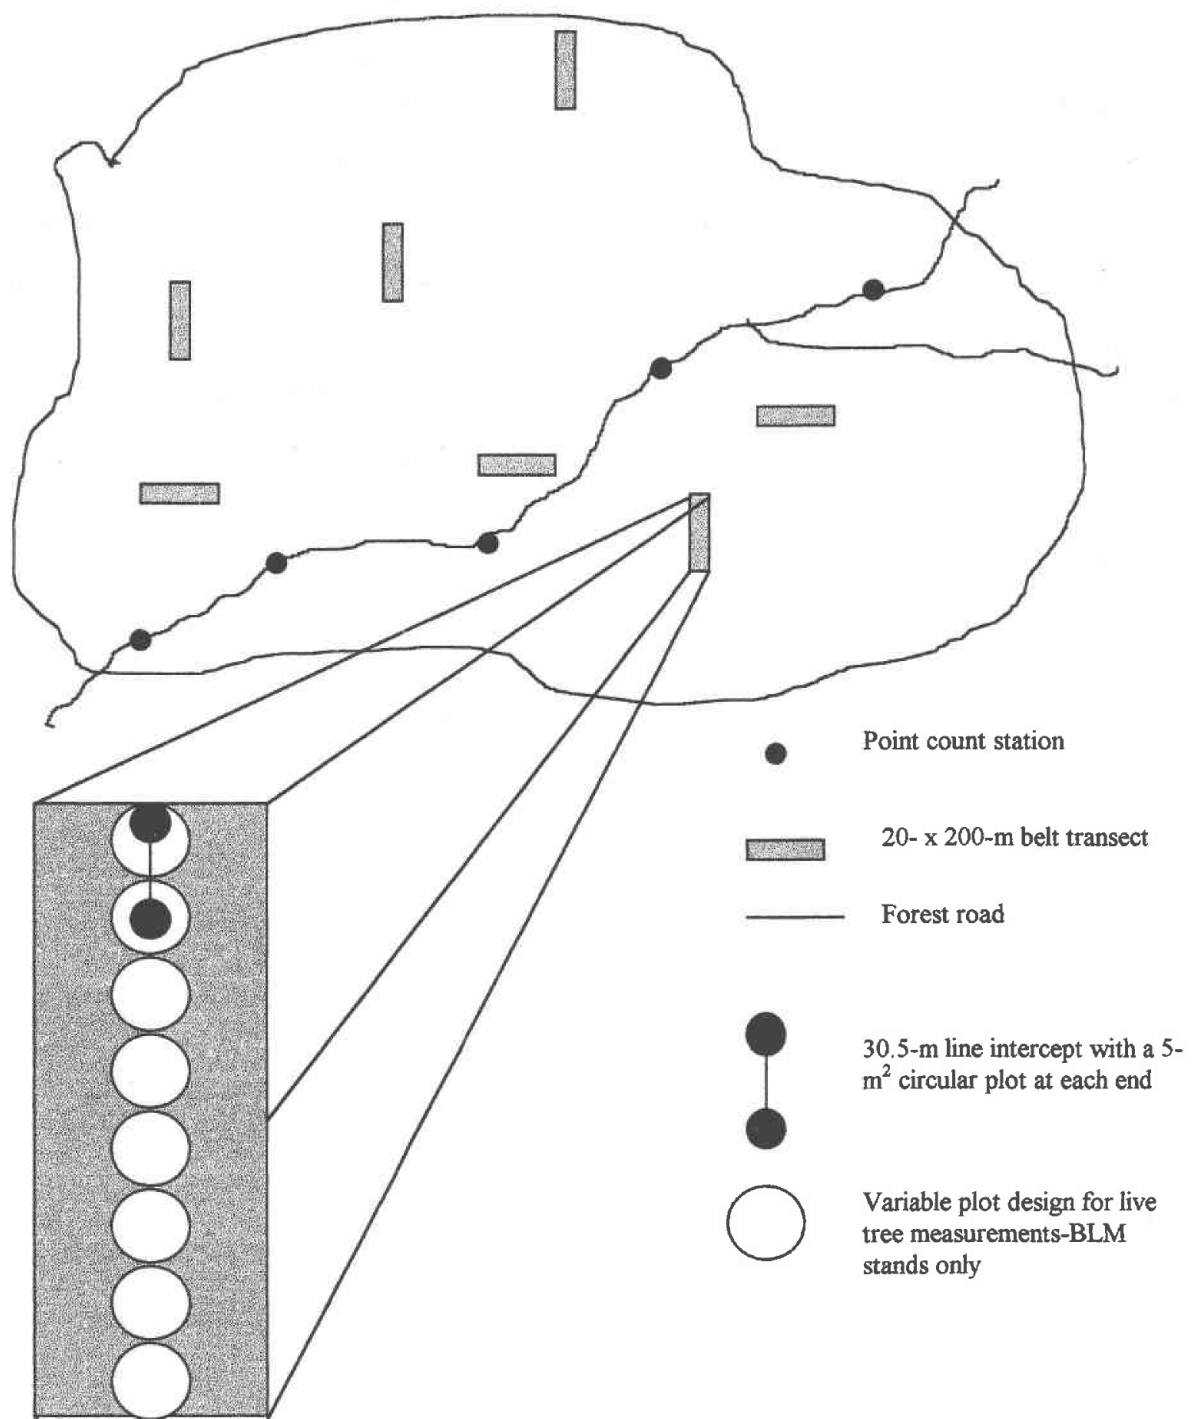 Point count station
20- x 200-m belt transect
Forest road
30.5-m line intercept with a 5-
m² circular plot at each end
Variable plot design for live
tree measurements-BLM
stands only